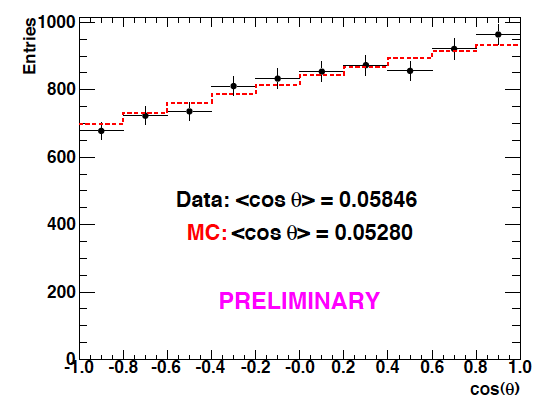 Entries
1000
800
600
400
200
0
Data: <cos θ> = 0.05846
MC: <cos θ> = 0.05280
PRELIMINARY
-1.0 -0.8 -0.6 -0.4 -0.2 -0.0 0.2 0.4 0.6 0.8 1.0
cos(θ)